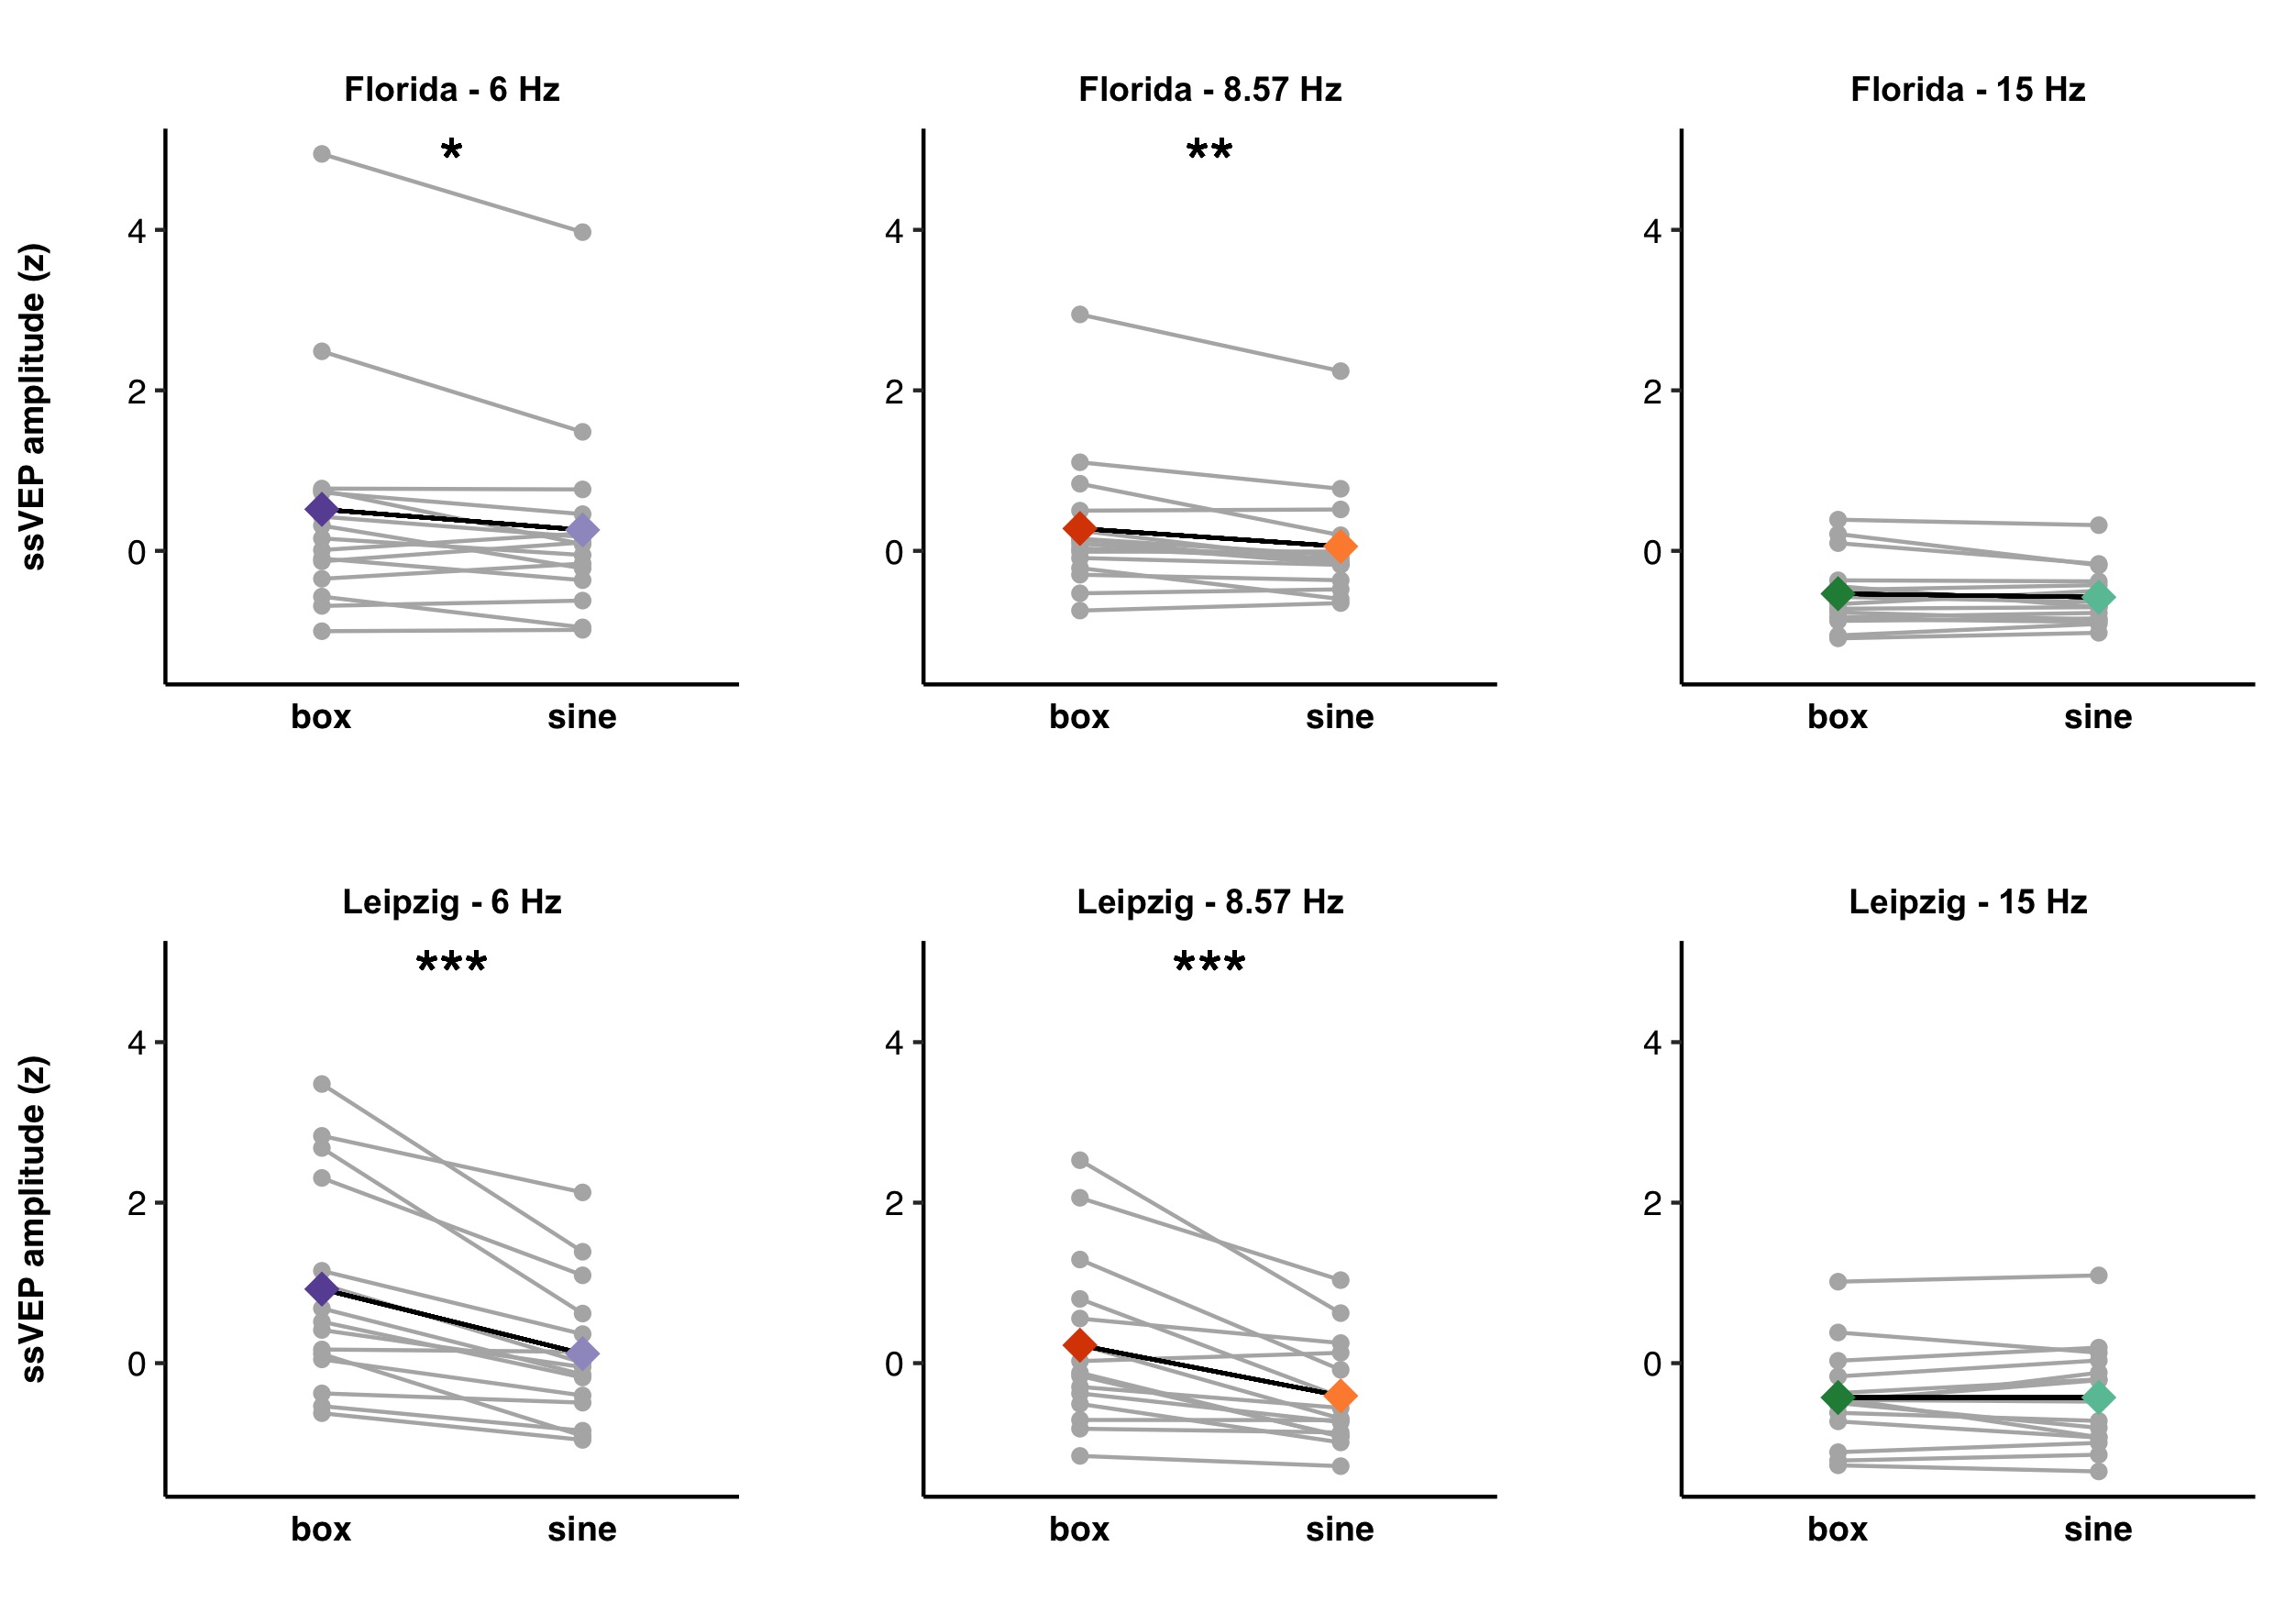 Florida - 6 Hz
Florida - 8.57 Hz
Florida - 15 Hz
*
**
ssVEP amplitude (z)
4
2
0
4
2
0
4
2
0
box
sine
box
sine
box
sine
Leipzig - 6 Hz
Leipzig - 8.57 Hz
Leipzig - 15 Hz
***
***
ssVEP amplitude (z)
4
2
0
4
2
0
4
2
0
box
sine
box
sine
box
sine